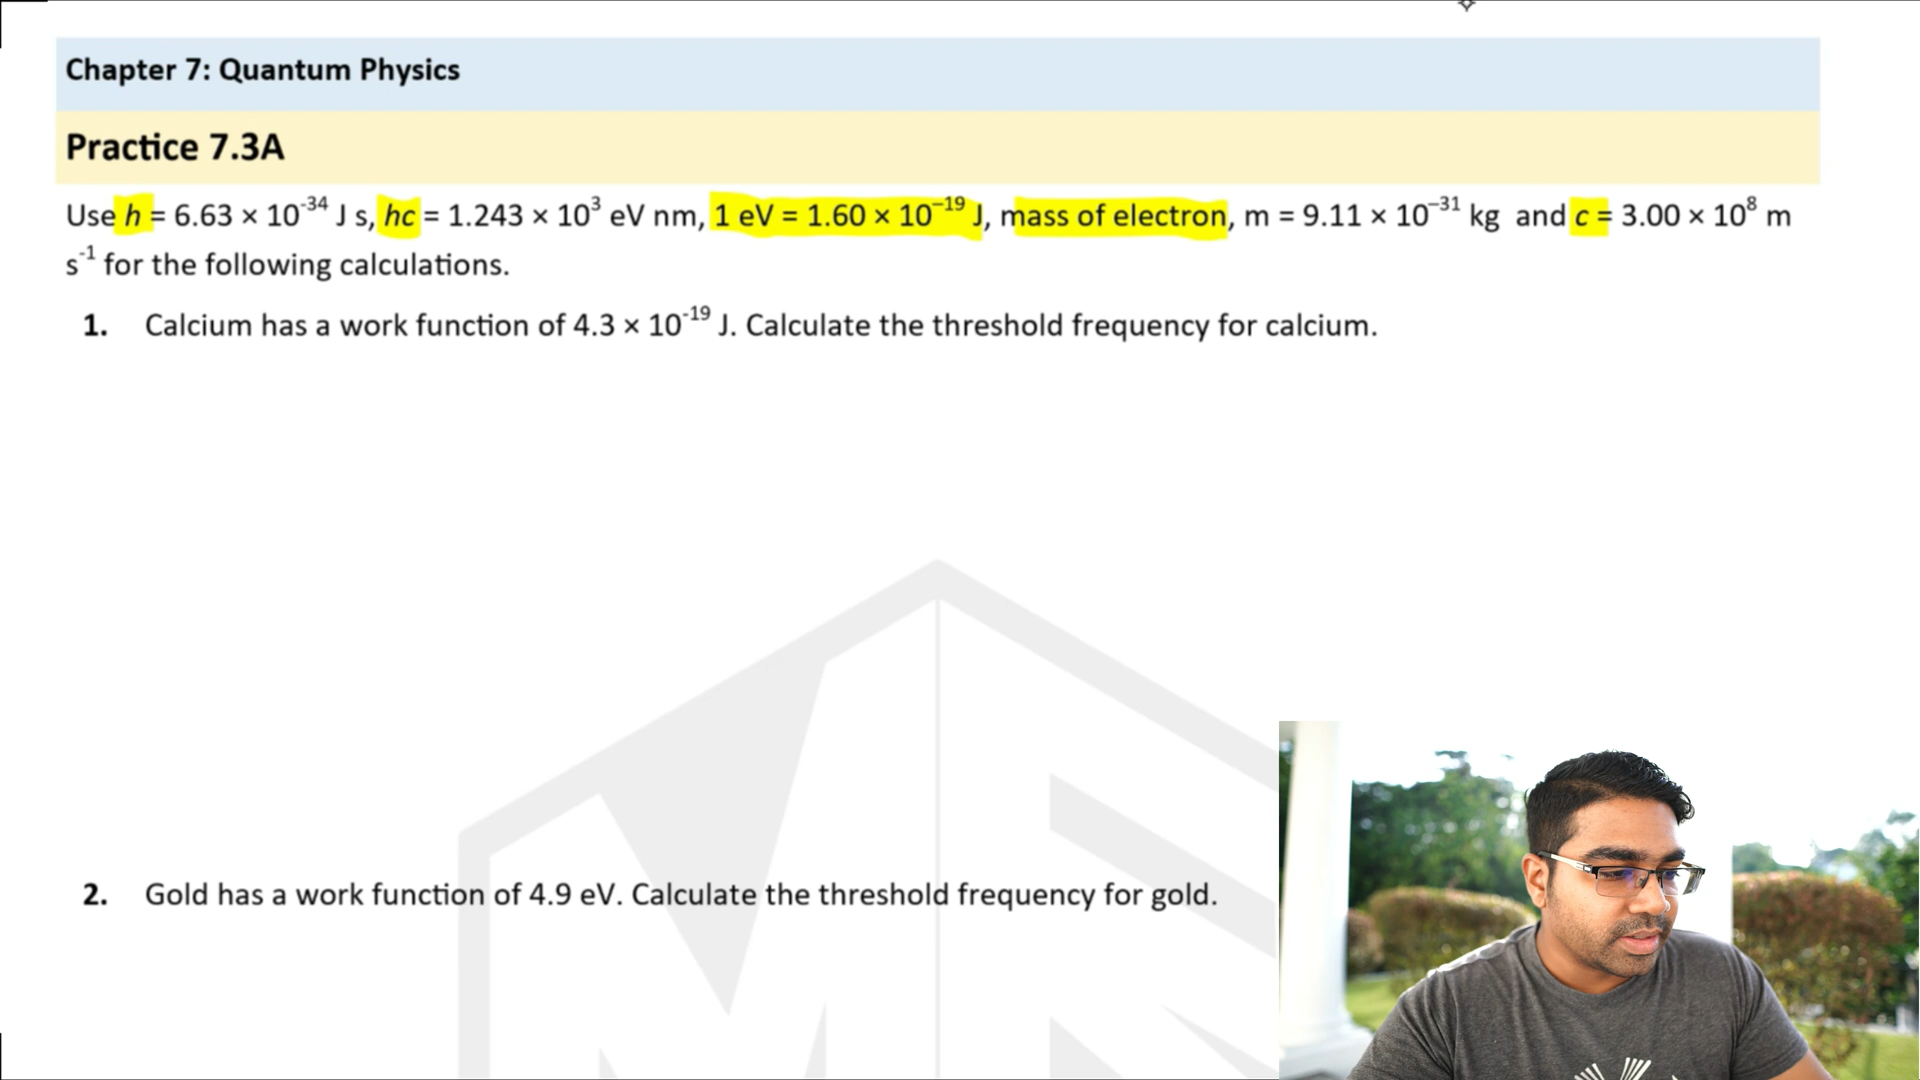 Chapter 7: Quantum Physics
Practice 7.3A
Use h = 6.63 × 10⁻³⁴ J s, hc = 1.243 × 10³ eV nm, 1 eV = 1.60 × 10⁻¹⁹ J, mass of electron, m = 9.11 × 10⁻³¹ kg and c = 3.00 × 10⁸ m
s⁻¹ for the following calculations.
1. Calcium has a work function of 4.3 × 10⁻¹⁹ J. Calculate the threshold frequency for calcium.
2. Gold has a work function of 4.9 eV. Calculate the threshold frequency for gold.